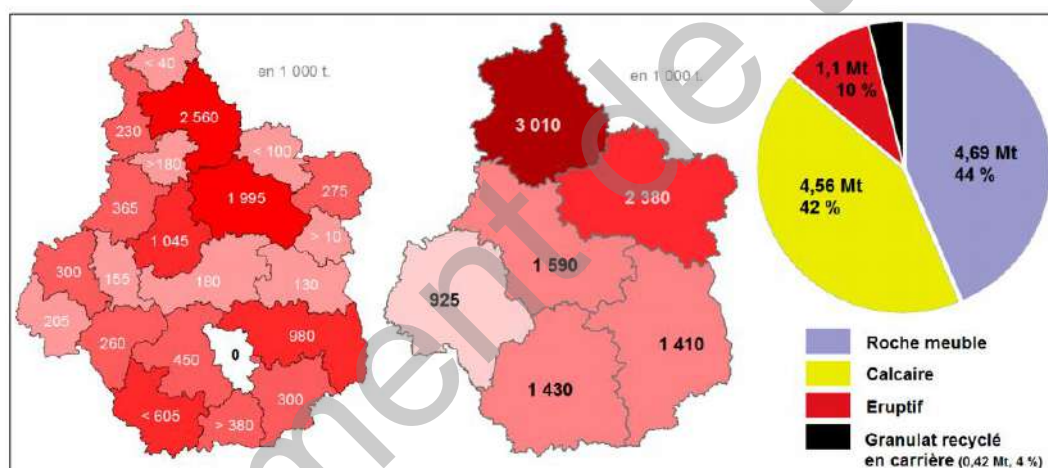 en 1 000 t.
< 40
2 560
230
>180
< 100
275
365
1 995
1 045
> 10
300
155
180
130
205
260
450
0
980
300
< 605
> 380
en 1 000 t.
3 010
2 380
1 590
925
1 410
1 430
1,1 Mt
10 %
4,69 Mt
44 %
4,56 Mt
42 %
Roche meuble
Calcaire
Eruptif
Granulat recyclé
en carrière (0,42 Mt, 4 %)
ment de